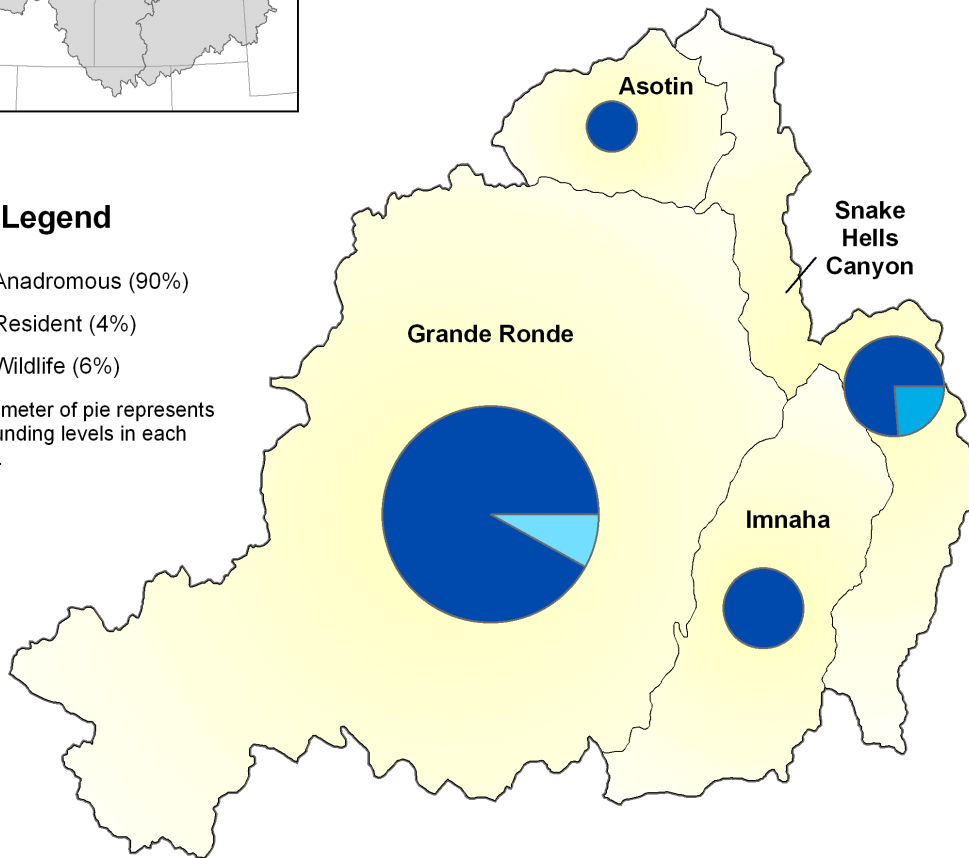 Legend
Anadromous (90%)
Resident (4%)
Wildlife (6%)
meter of pie represents
unding levels in each
.
Asotin
Snake
Hells
Canyon
Grande Ronde
Imnaha